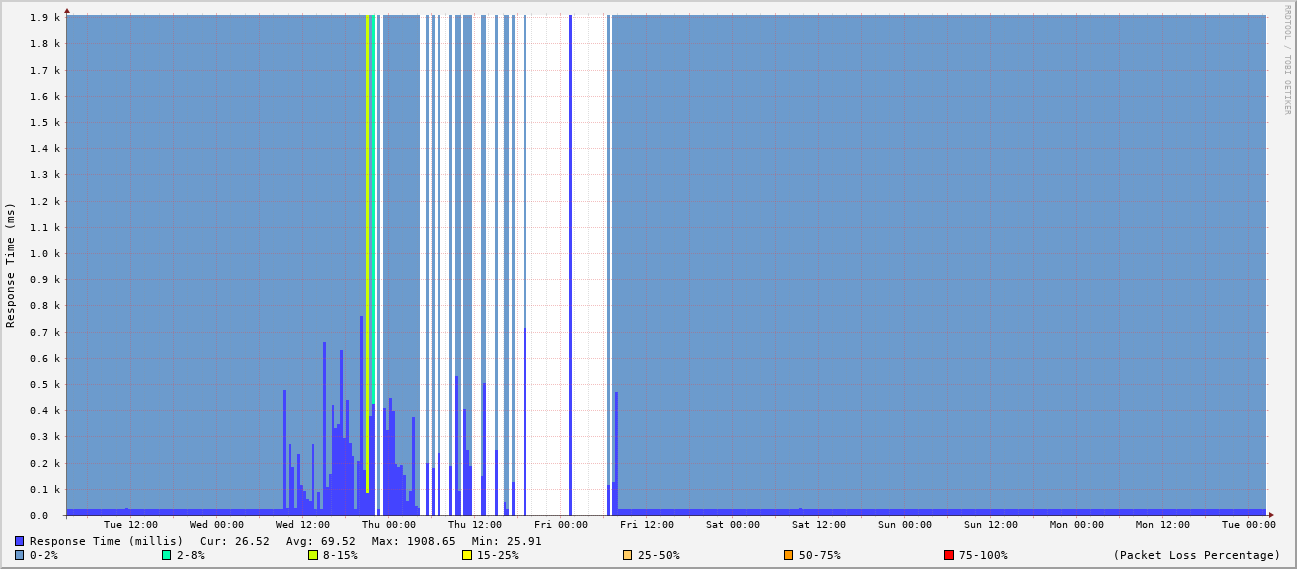 RRDTOOL / TOBI OETIKER
Response Time (ms)
1.9 k
1.8 k
1.7 k
1.6 k
1.5 k
1.4 k
1.3 k
1.2 k
1.1 k
1.0 k
0.9 k
0.8 k
0.7 k
0.6 k
0.5 k
0.4 k
0.3 k
0.2 k
0.1 k
0.0
Tue 12:00 Wed 00:00 Wed 12:00 Thu 00:00 Thu 12:00 Fri 00:00 Fri 12:00 Sat 00:00 Sat 12:00 Sun 00:00 Sun 12:00 Mon 00:00 Mon 12:00 Tue 00:00
Response Time (millis) Cur: 26.52 Avg: 69.52 Max: 1908.65 Min: 25.91
0-2% 2-8% 8-15% 15-25% 25-50% 50-75% 75-100% (Packet Loss Percentage)